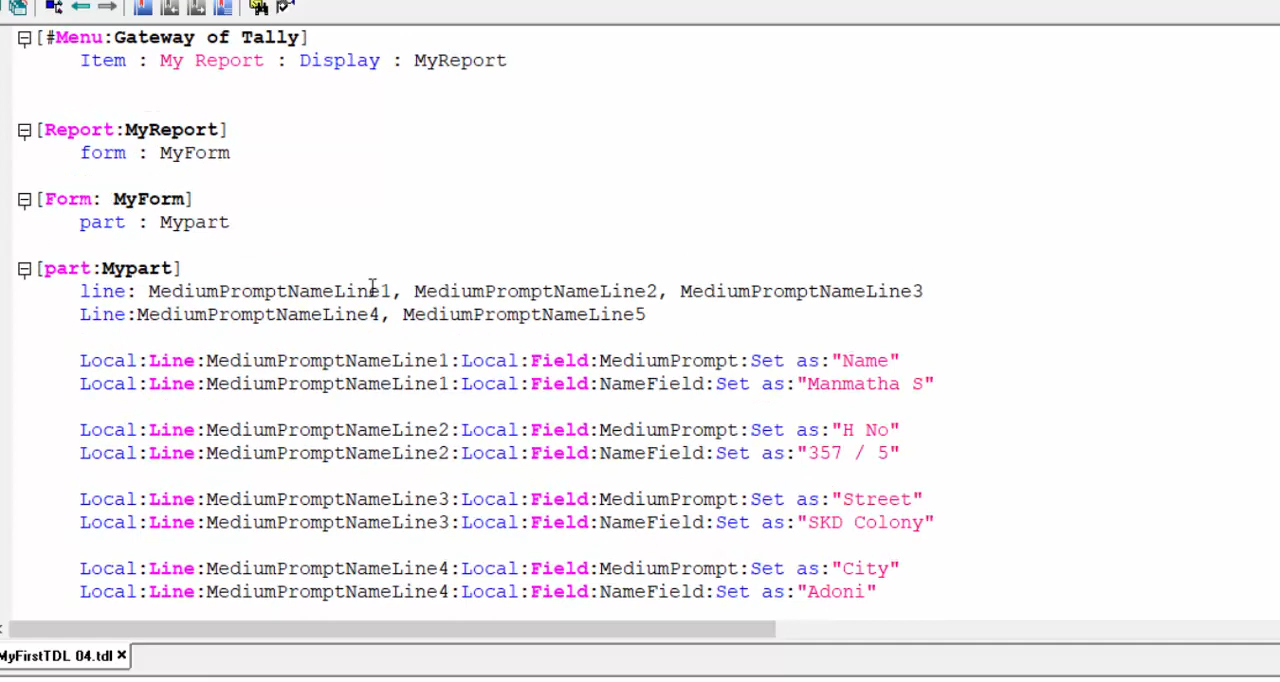 [#Menu:Gateway of Tally]
Item : My Report : Display : MyReport
[Report:MyReport]
form : MyForm
[Form: MyForm]
part : Mypart
[part:Mypart]
line: MediumPromptNameLine1, MediumPromptNameLine2, MediumPromptNameLine3
Line:MediumPromptNameLine4, MediumPromptNameLine5
Local:Line:MediumPromptNameLine1:Local:Field:MediumPrompt:Set as:"Name"
Local:Line:MediumPromptNameLine1:Local:Field:NameField:Set as:"Manmatha S"
Local:Line:MediumPromptNameLine2:Local:Field:MediumPrompt:Set as:"H No"
Local:Line:MediumPromptNameLine2:Local:Field:NameField:Set as:"357 / 5"
Local:Line:MediumPromptNameLine3:Local:Field:MediumPrompt:Set as:"Street"
Local:Line:MediumPromptNameLine3:Local:Field:NameField:Set as:"SKD Colony"
Local:Line:MediumPromptNameLine4:Local:Field:MediumPrompt:Set as:"City"
Local:Line:MediumPromptNameLine4:Local:Field:NameField:Set as:"Adoni"
MyFirstTDL 04.tdl